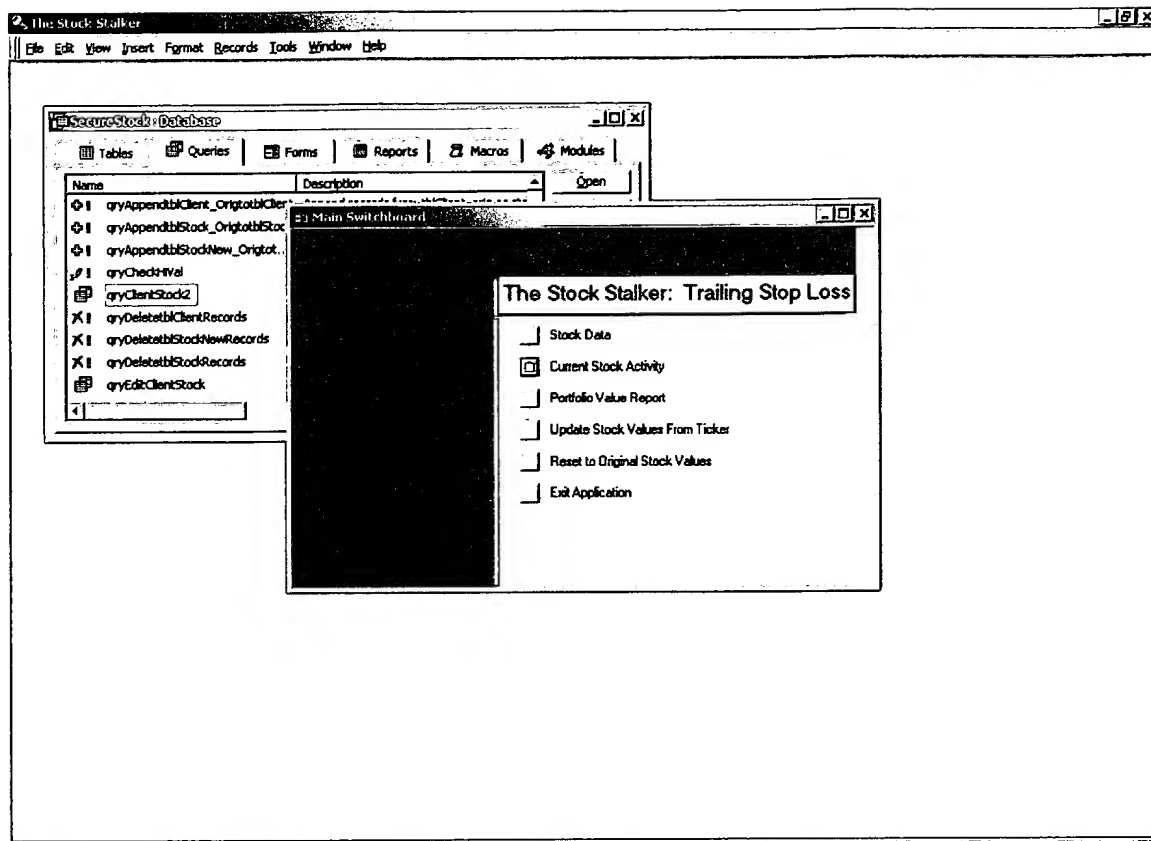 The Stock Stalker
File Edit View Insert Format Records Tools Window Help
SecureStock : Database
Tables Queries Forms Reports Macros Modules
Name Description Open
qryAppendtblClient_OrigtotblClient
qryAppendtblStock_OrigtotblStoc
qryAppendtblStockNew_Origtot...
qryCheckHiVal
qryClientStock2
qryDeletetblClientRecords
qryDeletetblStockNewRecords
qryDeletetblStockRecords
qryEditClientStock
Main Switchboard
The Stock Stalker: Trailing Stop Loss
Stock Data
Current Stock Activity
Portfolio Value Report
Update Stock Values From Ticker
Reset to Original Stock Values
Exit Application